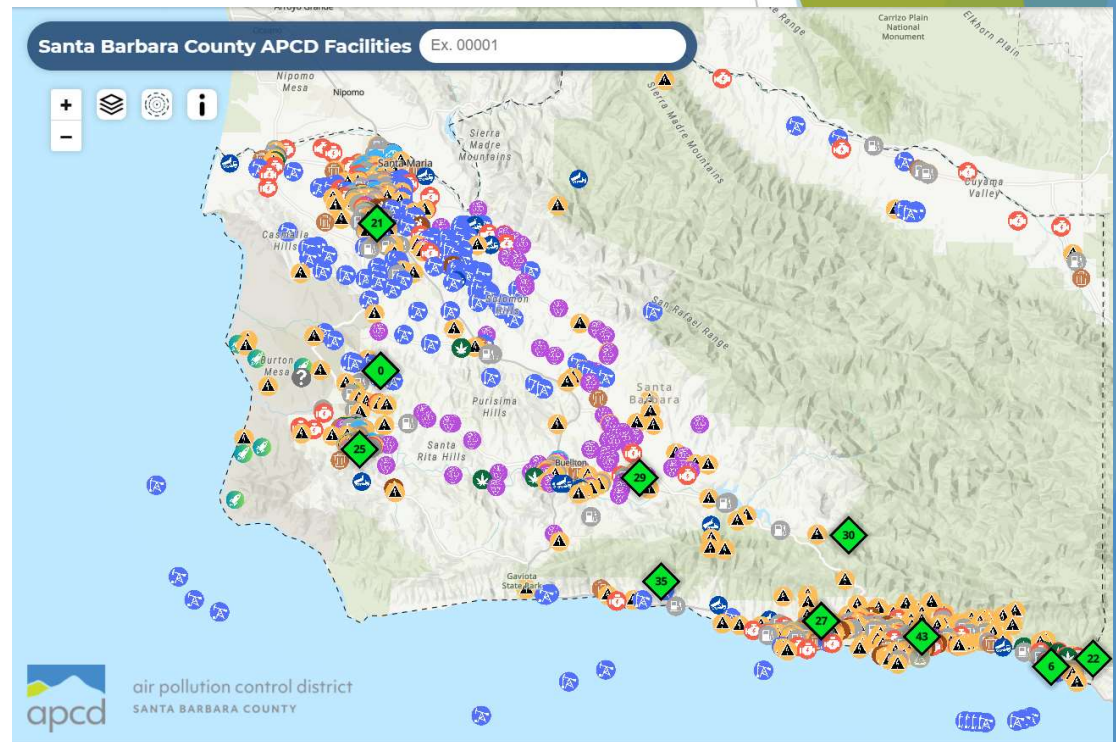 Arroyo Grande
Santa Barbara County APCD Facilities
Ex. 00001
+
−
i
Carrizo Plain
National
Monument
Elkhorn Plain
Nipomo
Mesa
Nipomo
Sierra
Madre
Mountains
Sierra Madre Mountains
Santa Maria
Cuyama
Valley
21
Casmalia
Hills
Solomon
Hills
San Rafael Range
Burton
Mesa
?
0
Santa
Barbara
Purisima
Hills
Santa
Rita Hills
25
Buellton
29
30
Gaviota
State Park
35
27
43
6
22
apcd
air pollution control district
SANTA BARBARA COUNTY